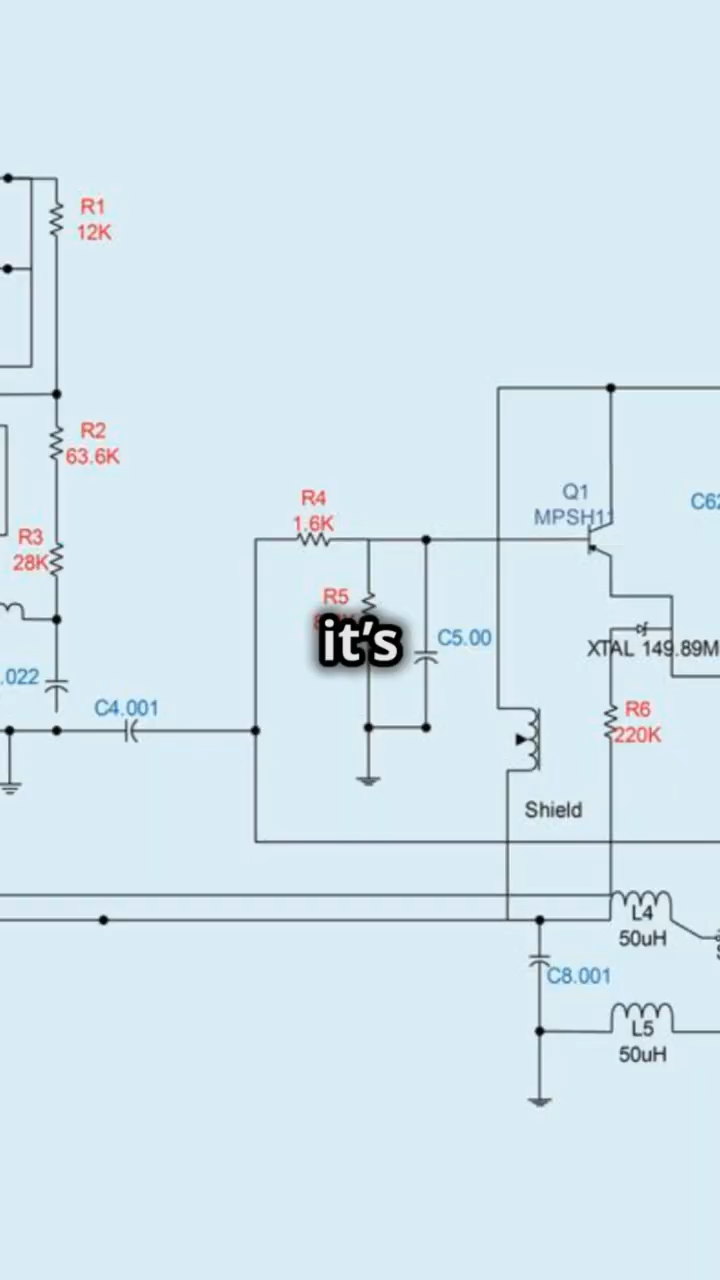 R1
12K
R2
63.6K
R3
28K
.022
C4.001
R4
1.6K
R5
it's
C5.00
Q1
MPSH11
C62
XTAL 149.89M
R6
220K
Shield
L4
50uH
C8.001
L5
50uH